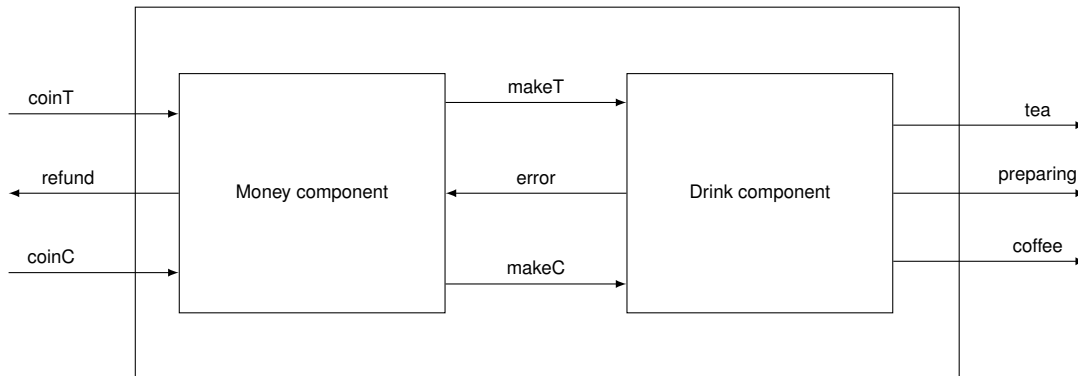 coinT
makeT
tea
refund
Money component
error
Drink component
preparing
coinC
makeC
coffee